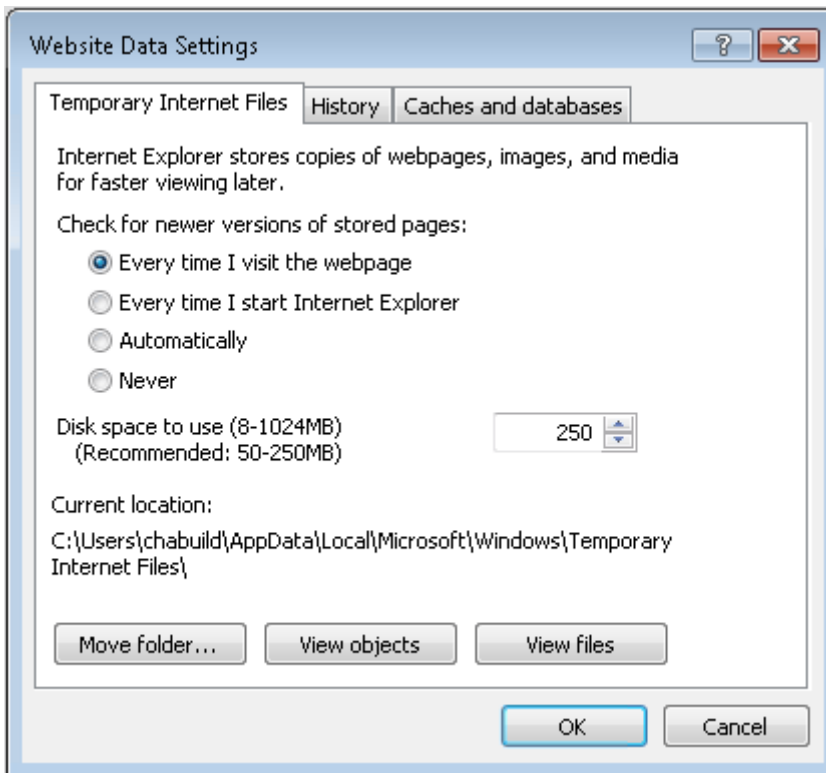 Website Data Settings
Temporary Internet Files History Caches and databases
Internet Explorer stores copies of webpages, images, and media
for faster viewing later.
Check for newer versions of stored pages:
Every time I visit the webpage
Every time I start Internet Explorer
Automatically
Never
Disk space to use (8-1024MB) 250
(Recommended: 50-250MB)
Current location:
C:\Users\chabuild\AppData\Local\Microsoft\Windows\Temporary
Internet Files\
Move folder... View objects View files
OK Cancel